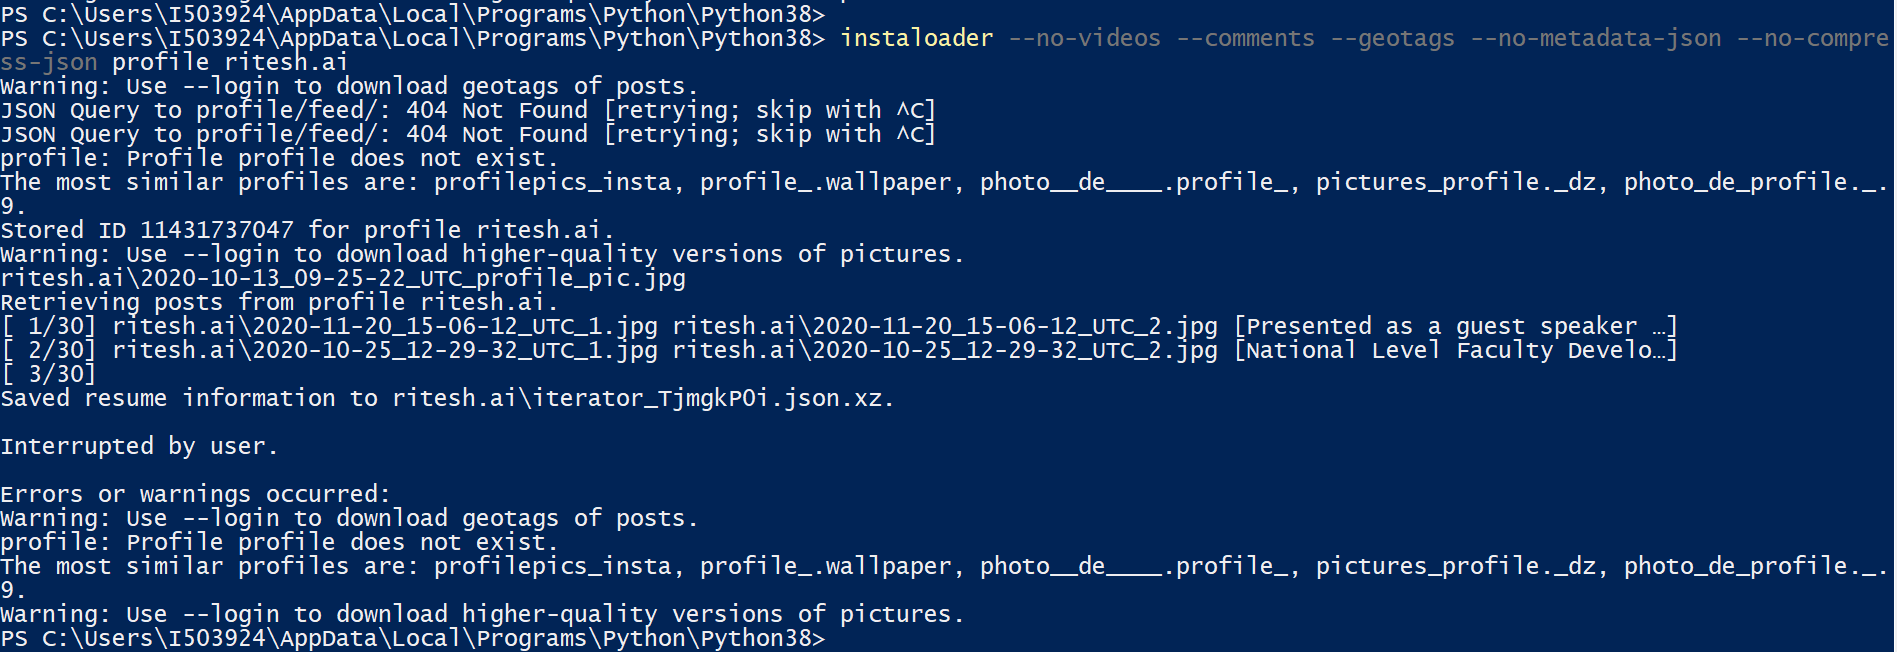 PS C:\Users\I503924\AppData\Local\Programs\Python\Python38>
PS C:\Users\I503924\AppData\Local\Programs\Python\Python38> instaloader --no-videos --comments --geotags --no-metadata-json --no-compre
ss-json profile ritesh.ai
Warning: Use --login to download geotags of posts.
JSON Query to profile/feed/: 404 Not Found [retrying; skip with ^C]
JSON Query to profile/feed/: 404 Not Found [retrying; skip with ^C]
profile: Profile profile does not exist.
The most similar profiles are: profilepics_insta, profile_.wallpaper, photo__de____.profile_, pictures_profile._dz, photo_de_profile._.
9.
Stored ID 11431737047 for profile ritesh.ai.
Warning: Use --login to download higher-quality versions of pictures.
ritesh.ai\2020-10-13_09-25-22_UTC_profile_pic.jpg
Retrieving posts from profile ritesh.ai.
[ 1/30] ritesh.ai\2020-11-20_15-06-12_UTC_1.jpg ritesh.ai\2020-11-20_15-06-12_UTC_2.jpg [Presented as a guest speaker …]
[ 2/30] ritesh.ai\2020-10-25_12-29-32_UTC_1.jpg ritesh.ai\2020-10-25_12-29-32_UTC_2.jpg [National Level Faculty Develo…]
[ 3/30]
Saved resume information to ritesh.ai\iterator_TjmgkP0i.json.xz.
Interrupted by user.
Errors or warnings occurred:
Warning: Use --login to download geotags of posts.
profile: Profile profile does not exist.
The most similar profiles are: profilepics_insta, profile_.wallpaper, photo__de____.profile_, pictures_profile._dz, photo_de_profile._.
9.
Warning: Use --login to download higher-quality versions of pictures.
PS C:\Users\I503924\AppData\Local\Programs\Python\Python38>